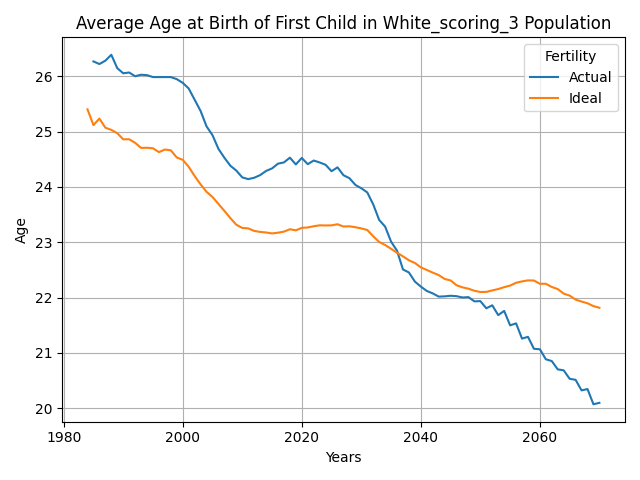 Average Age at Birth of First Child in White_scoring_3 Population
Fertility
Actual
Ideal
Age
26
25
24
23
22
21
20
1980
2000
2020
2040
2060
Years